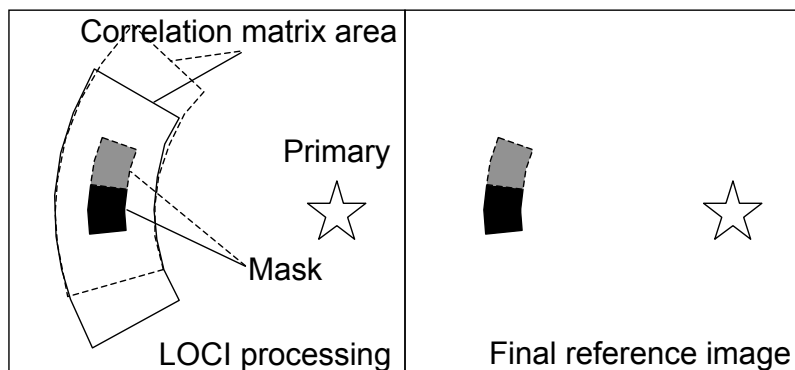 Correlation matrix area
Primary
Mask
LOCI processing
Final reference image